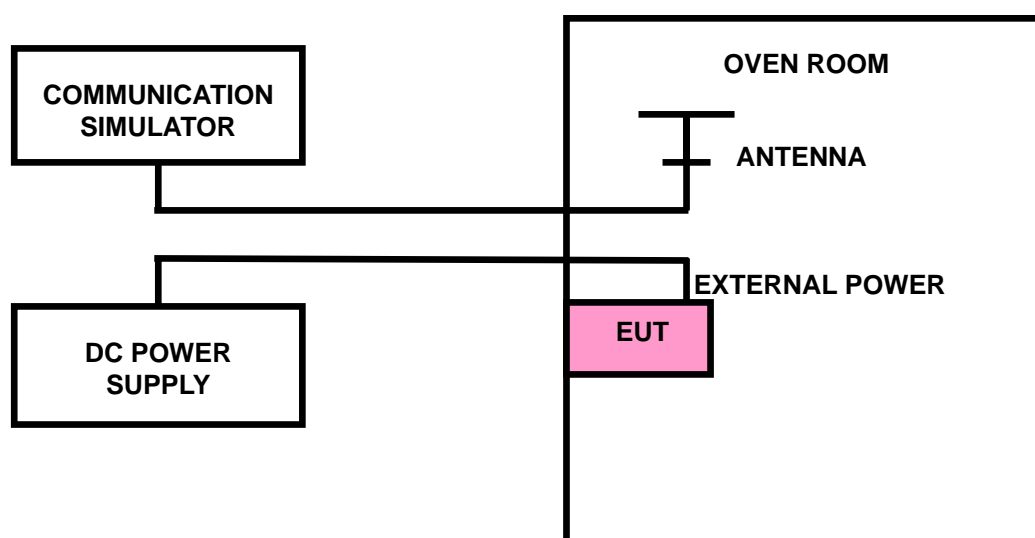 COMMUNICATION
SIMULATOR
OVEN ROOM
ANTENNA
EXTERNAL POWER
EUT
DC POWER
SUPPLY